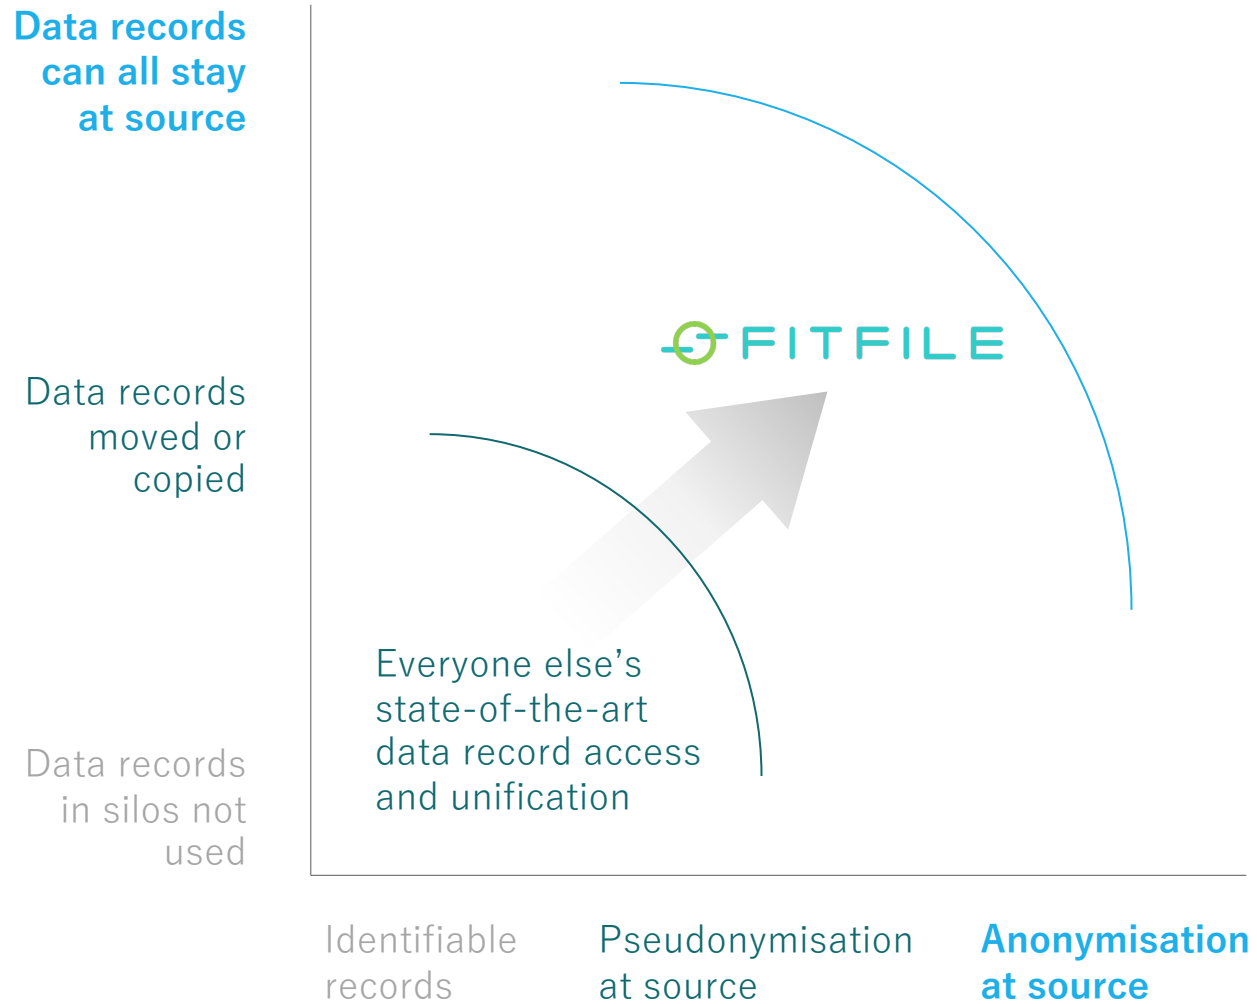 Data records
can all stay
at source
FITFILE
Data records
moved or
copied
Everyone else’s
state-of-the-art
data record access
and unification
Data records
in silos not
used
Identifiable
records
Pseudonymisation
at source
Anonymisation
at source